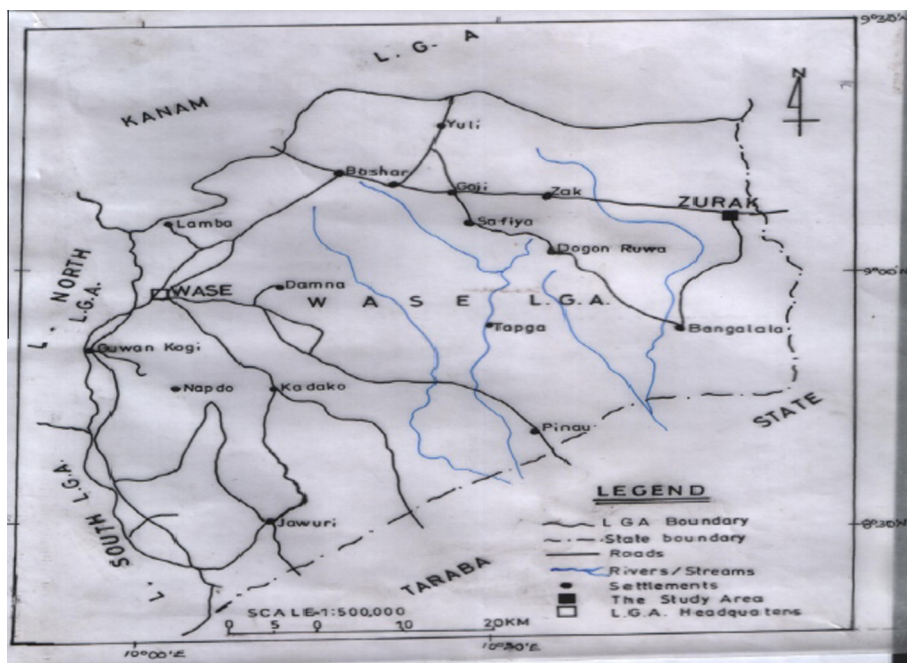 9°30'N
L. G. A
KANAM
N
Yuli
Bashar
Goji
Zak
ZURAK
Lamba
Safiya
Dogon Ruwa
9°00'N
L. NORTH
L.G.A.
WASE
Damna
WASE L.G.A.
Tapga
Bangalala
Guwan Kogi
Napdo
Kadako
STATE
Pinau
LEGEND
L.G.A Boundary
State boundary
Roads
Rivers/Streams
Settlements
The Study Area
L.G.A. Headquaters
L. SOUTH L.G.A.
Jawuri
8°30'N
TARABA
SCALE-1:500,000
0 5 0 10 20KM
10°00'E
10°30'E